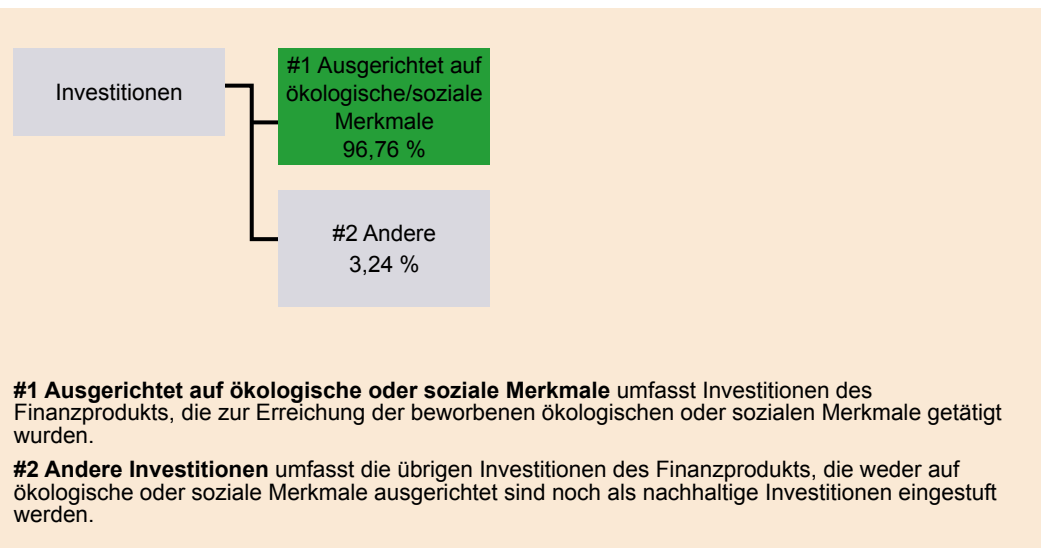 Investitionen
#1 Ausgerichtet auf
ökologische/soziale
Merkmale
96,76 %
#2 Andere
3,24 %
#1 Ausgerichtet auf ökologische oder soziale Merkmale umfasst Investitionen des
Finanzprodukts, die zur Erreichung der beworbenen ökologischen oder sozialen Merkmale getätigt
wurden.
#2 Andere Investitionen umfasst die übrigen Investitionen des Finanzprodukts, die weder auf
ökologische oder soziale Merkmale ausgerichtet sind noch als nachhaltige Investitionen eingestuft
werden.